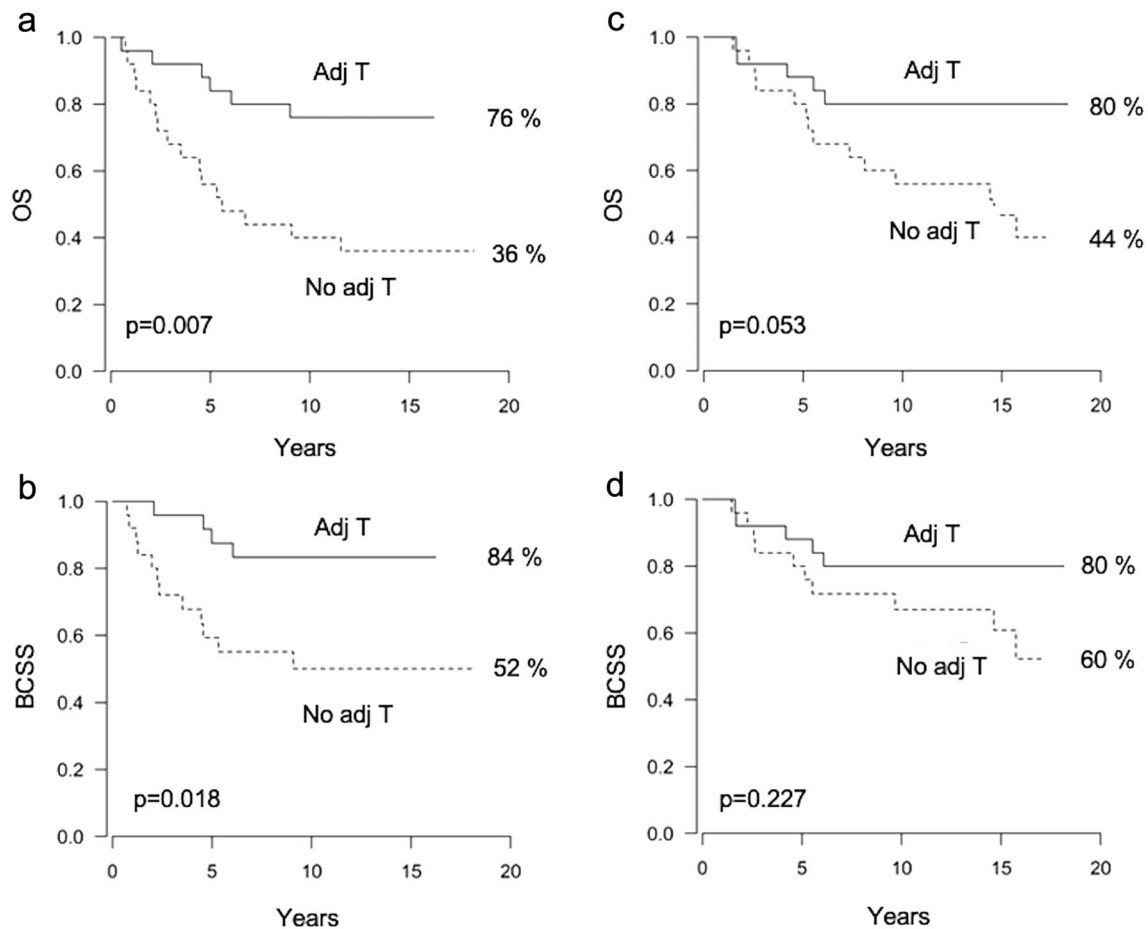 a
1.0
0.8
0.6
0.4
0.2
0.0
OS
Adj T
76 %
36 %
No adj T
p=0.007
0 5 10 15 20
Years
c
1.0
0.8
0.6
0.4
0.2
0.0
OS
Adj T
80 %
No adj T
44 %
p=0.053
0 5 10 15 20
Years
b
1.0
0.8
0.6
0.4
0.2
0.0
BCSS
Adj T
84 %
52 %
No adj T
p=0.018
0 5 10 15 20
Years
d
1.0
0.8
0.6
0.4
0.2
0.0
BCSS
Adj T
80 %
No adj T
60 %
p=0.227
0 5 10 15 20
Years